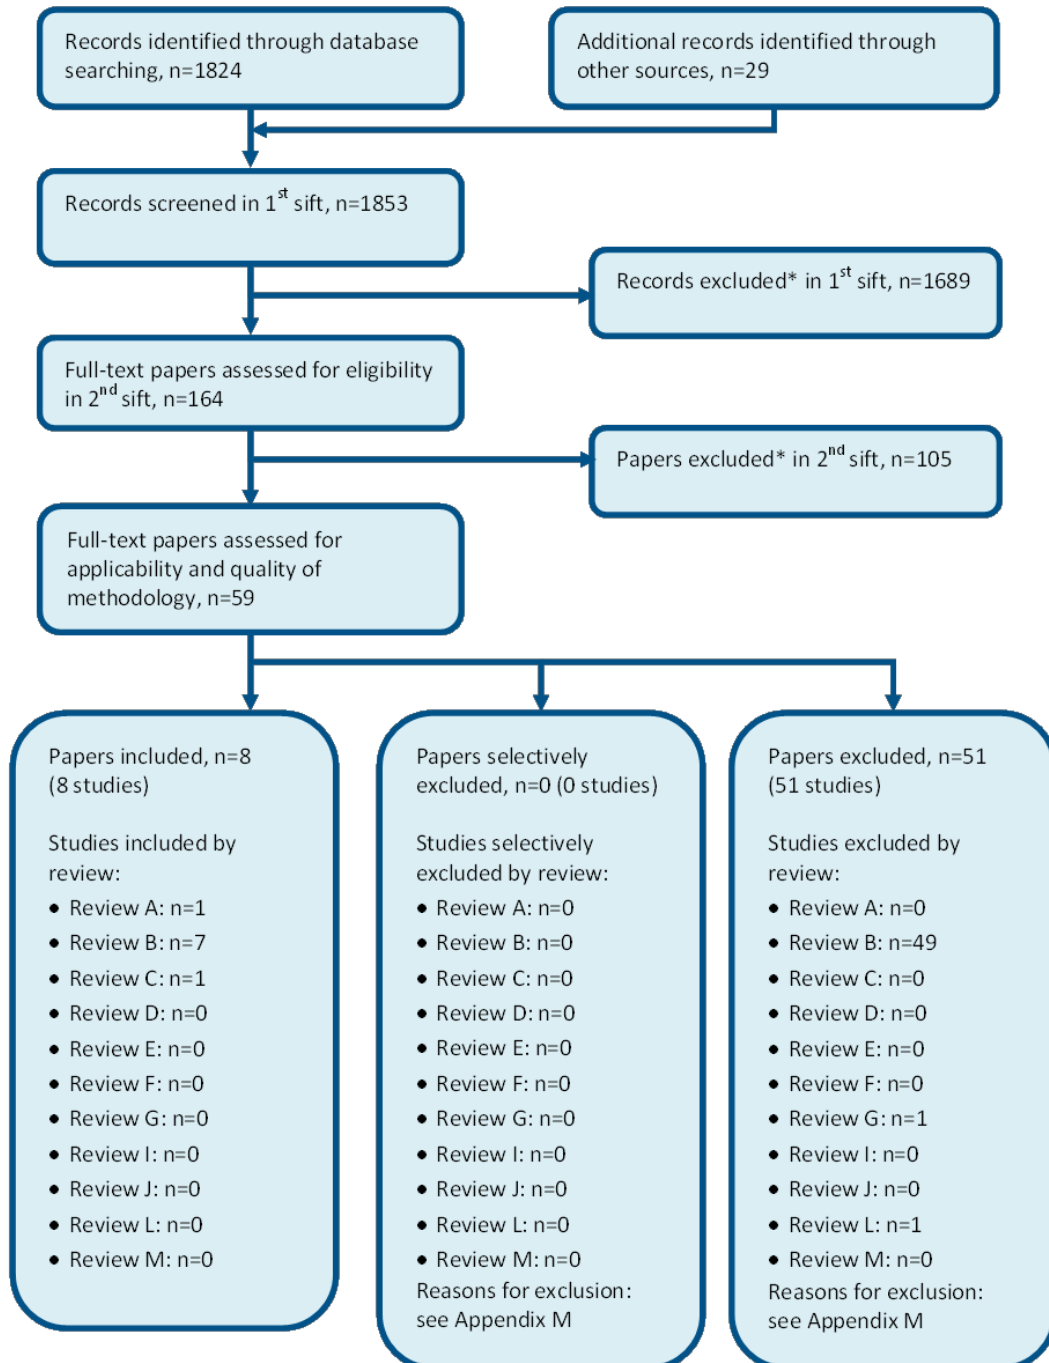 Records identified through database
searching, n=1824
Additional records identified through
other sources, n=29
Records screened in 1st sift, n=1853
Records excluded* in 1st sift, n=1689
Full-text papers assessed for eligibility
in 2nd sift, n=164
Papers excluded* in 2nd sift, n=105
Full-text papers assessed for
applicability and quality of
methodology, n=59
Papers included, n=8
(8 studies)
Studies included by
review:
• Review A: n=1
• Review B: n=7
• Review C: n=1
• Review D: n=0
• Review E: n=0
• Review F: n=0
• Review G: n=0
• Review I: n=0
• Review J: n=0
• Review L: n=0
• Review M: n=0
Papers selectively
excluded, n=0 (0 studies)
Studies selectively
excluded by review:
• Review A: n=0
• Review B: n=0
• Review C: n=0
• Review D: n=0
• Review E: n=0
• Review F: n=0
• Review G: n=0
• Review I: n=0
• Review J: n=0
• Review L: n=0
• Review M: n=0
Reasons for exclusion:
see Appendix M
Papers excluded, n=51
(51 studies)
Studies excluded by
review:
• Review A: n=0
• Review B: n=49
• Review C: n=0
• Review D: n=0
• Review E: n=0
• Review F: n=0
• Review G: n=1
• Review I: n=0
• Review J: n=0
• Review L: n=1
• Review M: n=0
Reasons for exclusion:
see Appendix M